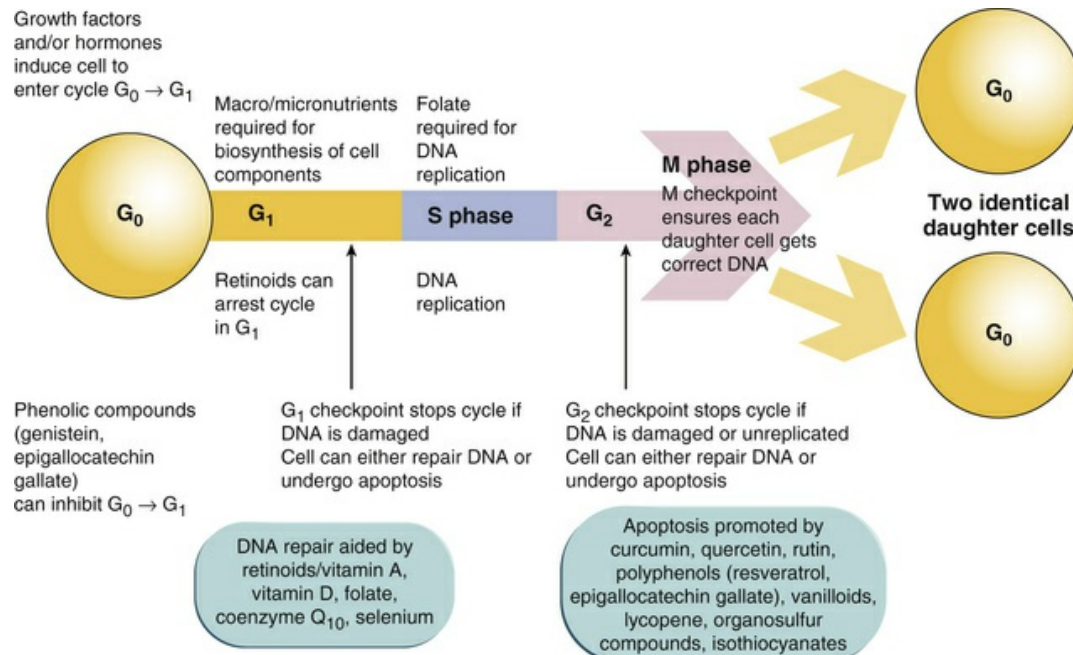 Growth factors
and/or hormones
induce cell to
enter cycle G₀ → G₁
Macro/micronutrients
required for
biosynthesis of cell
components
Folate
required for
DNA
replication
G₀
G₁
S phase
G₂
M phase
M checkpoint
ensures each
daughter cell gets
correct DNA
G₀
Two identical
daughter cells
G₀
Retinoids can
arrest cycle
in G₁
DNA
replication
Phenolic compounds
(genistein,
epigallocatechin
gallate)
can inhibit G₀ → G₁
G₁ checkpoint stops cycle if
DNA is damaged
Cell can either repair DNA or
undergo apoptosis
G₂ checkpoint stops cycle if
DNA is damaged or unreplicated
Cell can either repair DNA or
undergo apoptosis
DNA repair aided by
retinoids/vitamin A,
vitamin D, folate,
coenzyme Q₁₀, selenium
Apoptosis promoted by
curcumin, quercetin, rutin,
polyphenols (resveratrol,
epigallocatechin gallate), vanilloids,
lycopene, organosulfur
compounds, isothiocyanates